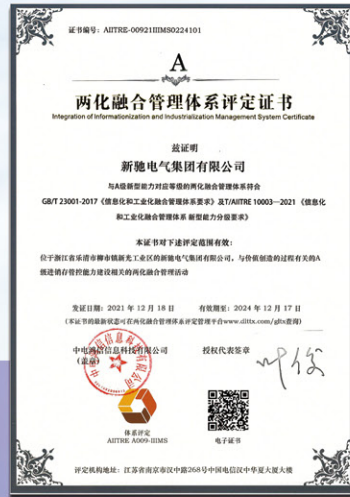 证书编号：AIITRE-00921IIIMS0224101
A
两化融合管理体系评定证书
Integration of Informationization and Industrialization Management System Certificate
兹证明
新驰电气集团有限公司
与A级新型能力对应等级的两化融合管理体系符合
GB/T 23001-2017《信息化和工业化融合管理体系要求》及T/AIITRE 10003—2021 《信息化
和工业化融合管理体系 新型能力分级要求》
本证书对下述评定范围有效：
位于浙江省乐清市柳市镇新光工业区的新驰电气集团有限公司，与价值创造的过程有关的A
级进销存管控能力建设相关的两化融合管理活动
发证日期：2021 年 12 月 18 日 有效期至：2024 年 12 月 17 日
(本证书的最新状态可在两化融合管理体系评定管理平台www.dlttx.com/gltx查询)
中电鸿信信息科技有限公司 授权代表签章
(盖章)
体系评定
AIITRE A009-IIIMS
电子证书
评定机构地址：江苏省南京市汉中路268号中国电信汉中华夏大厦大楼